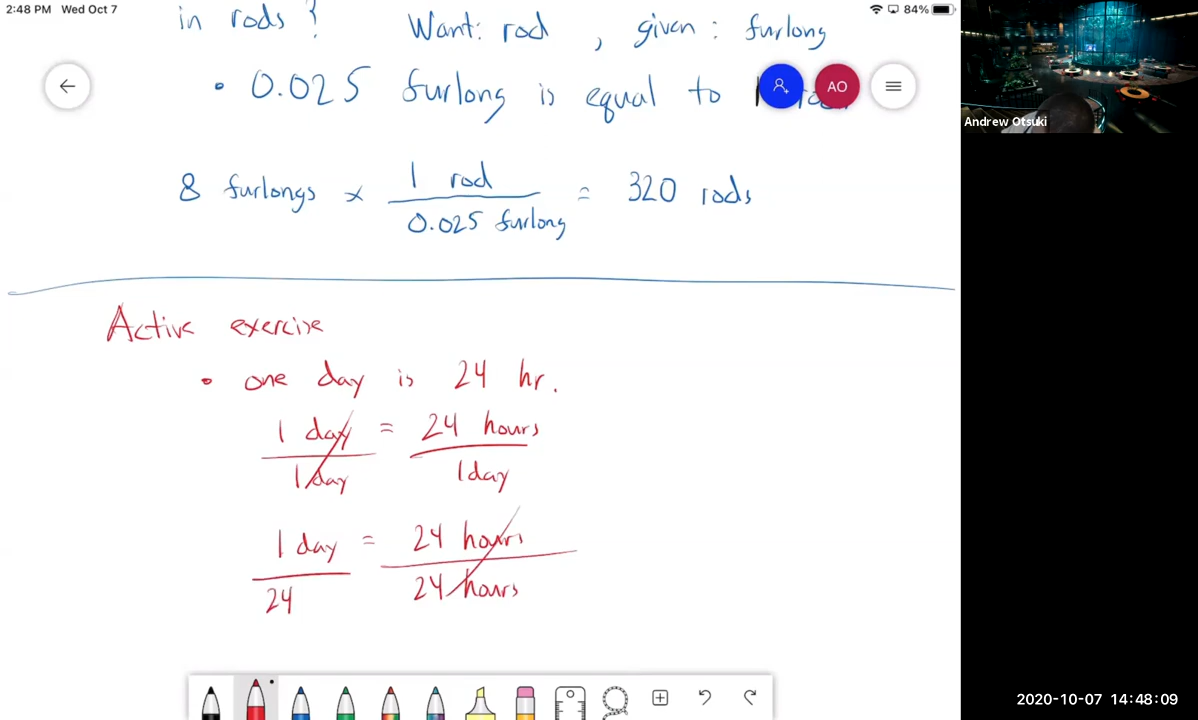 2:48 PM Wed Oct 7
84%
in rods?
Want: rod , given : furlong
• 0.025 furlong is equal to
AO
Andrew Otsuki
8 furlongs × 1 rod / 0.025 furlong = 320 rods
Active exercise
• one day is 24 hr.
1 day / 1 day = 24 hours / 1 day
1 day / 24 = 24 hours / 24 hours
2020-10-07 14:48:09